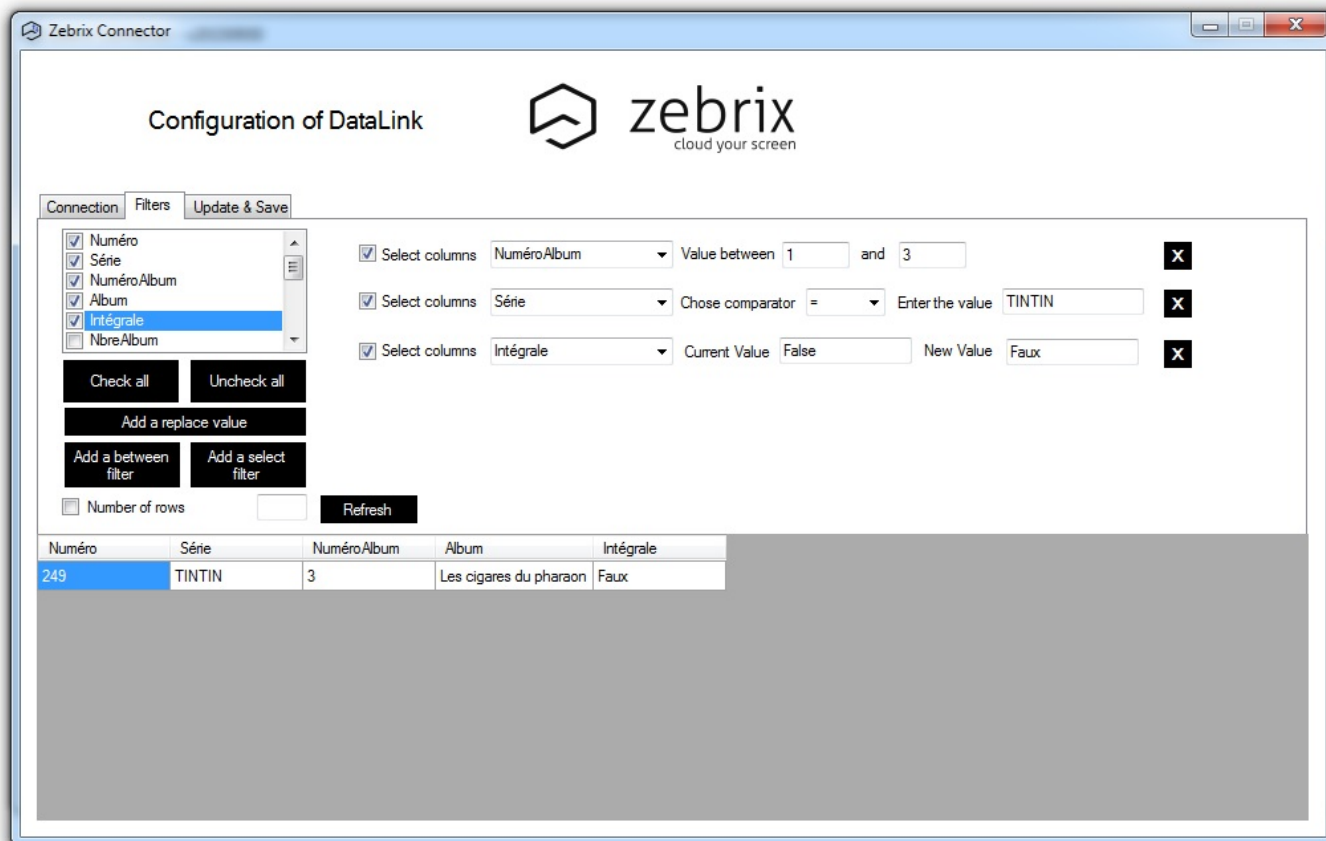 Zebrix Connector
Configuration of DataLink
zebrix
cloud your screen
Connection Filters Update & Save
Numéro
Série
NuméroAlbum
Album
Intégrale
NbreAlbum
Select columns NuméroAlbum Value between 1 and 3 X
Select columns Série Chose comparator = Enter the value TINTIN X
Select columns Intégrale Current Value False New Value Faux X
Check all Uncheck all
Add a replace value
Add a between filter Add a select filter
Number of rows Refresh
Numéro Série NuméroAlbum Album Intégrale
249 TINTIN 3 Les cigares du pharaon Faux